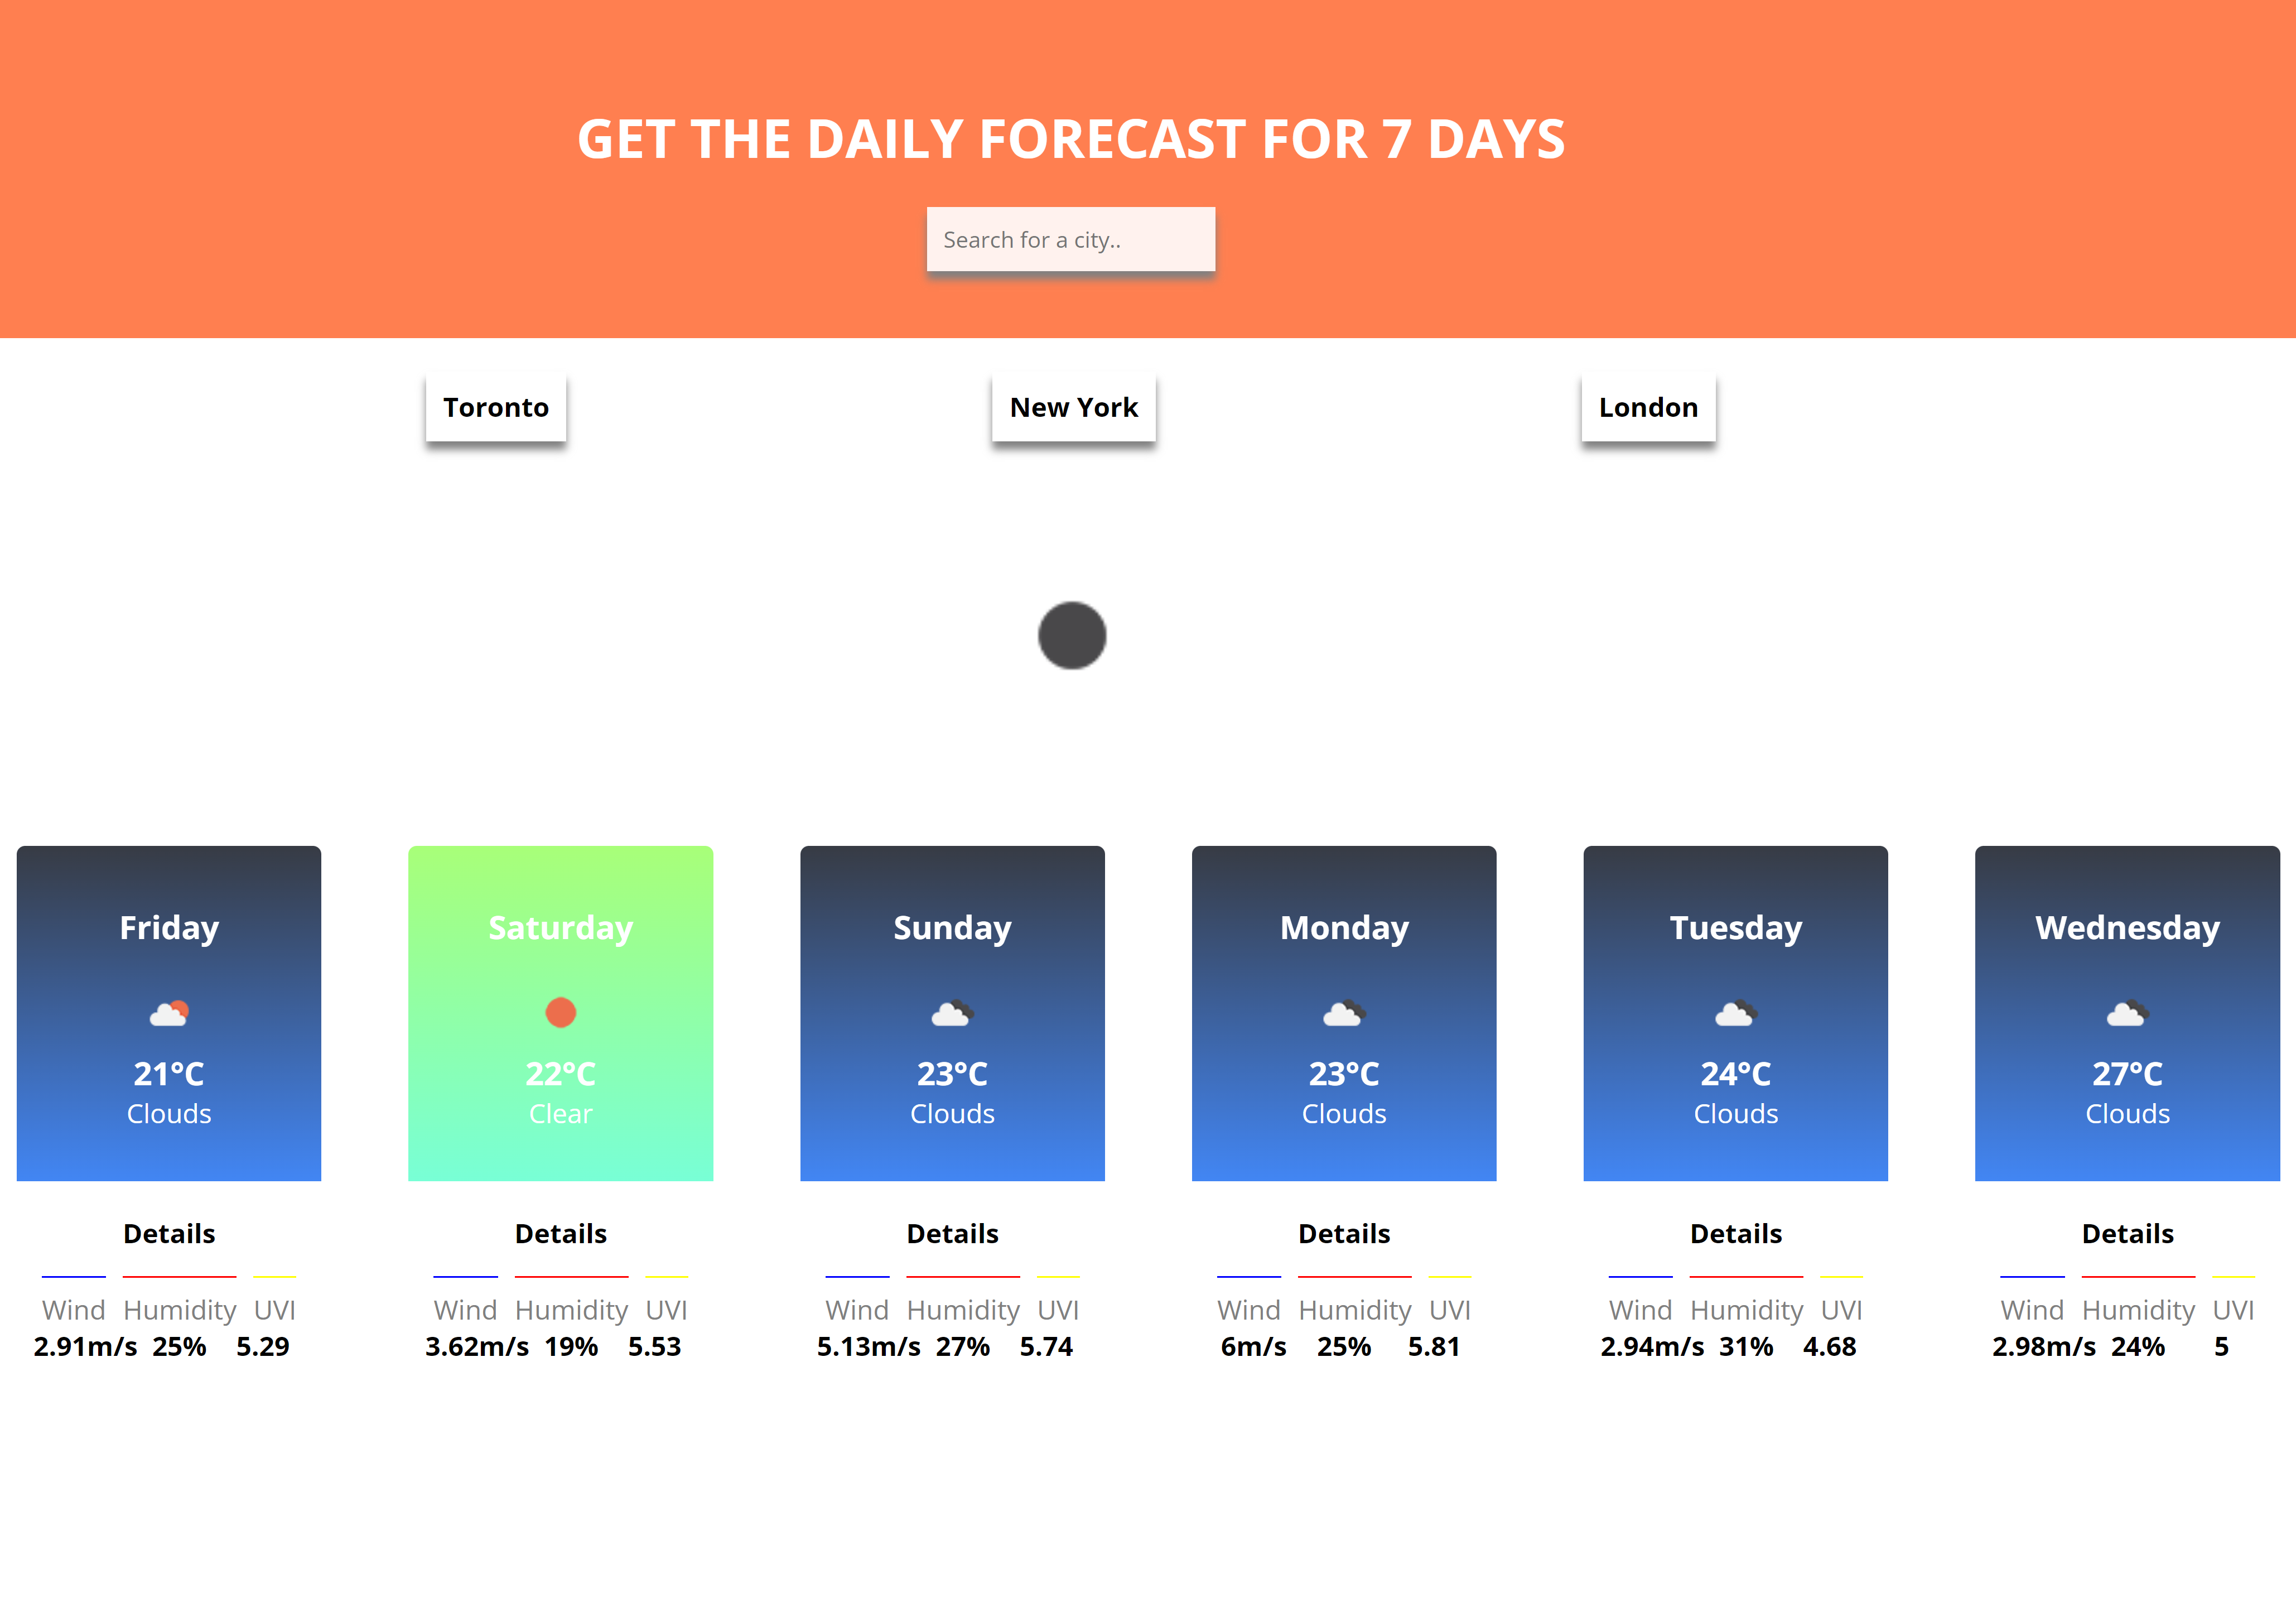 GET THE DAILY FORECAST FOR 7 DAYS
Search for a city..
Toronto
New York
London
Friday
21°C
Clouds
Details
Wind Humidity UVI
2.91m/s 25% 5.29
Saturday
22°C
Clear
Details
Wind Humidity UVI
3.62m/s 19% 5.53
Sunday
23°C
Clouds
Details
Wind Humidity UVI
5.13m/s 27% 5.74
Monday
23°C
Clouds
Details
Wind Humidity UVI
6m/s 25% 5.81
Tuesday
24°C
Clouds
Details
Wind Humidity UVI
2.94m/s 31% 4.68
Wednesday
27°C
Clouds
Details
Wind Humidity UVI
2.98m/s 24% 5